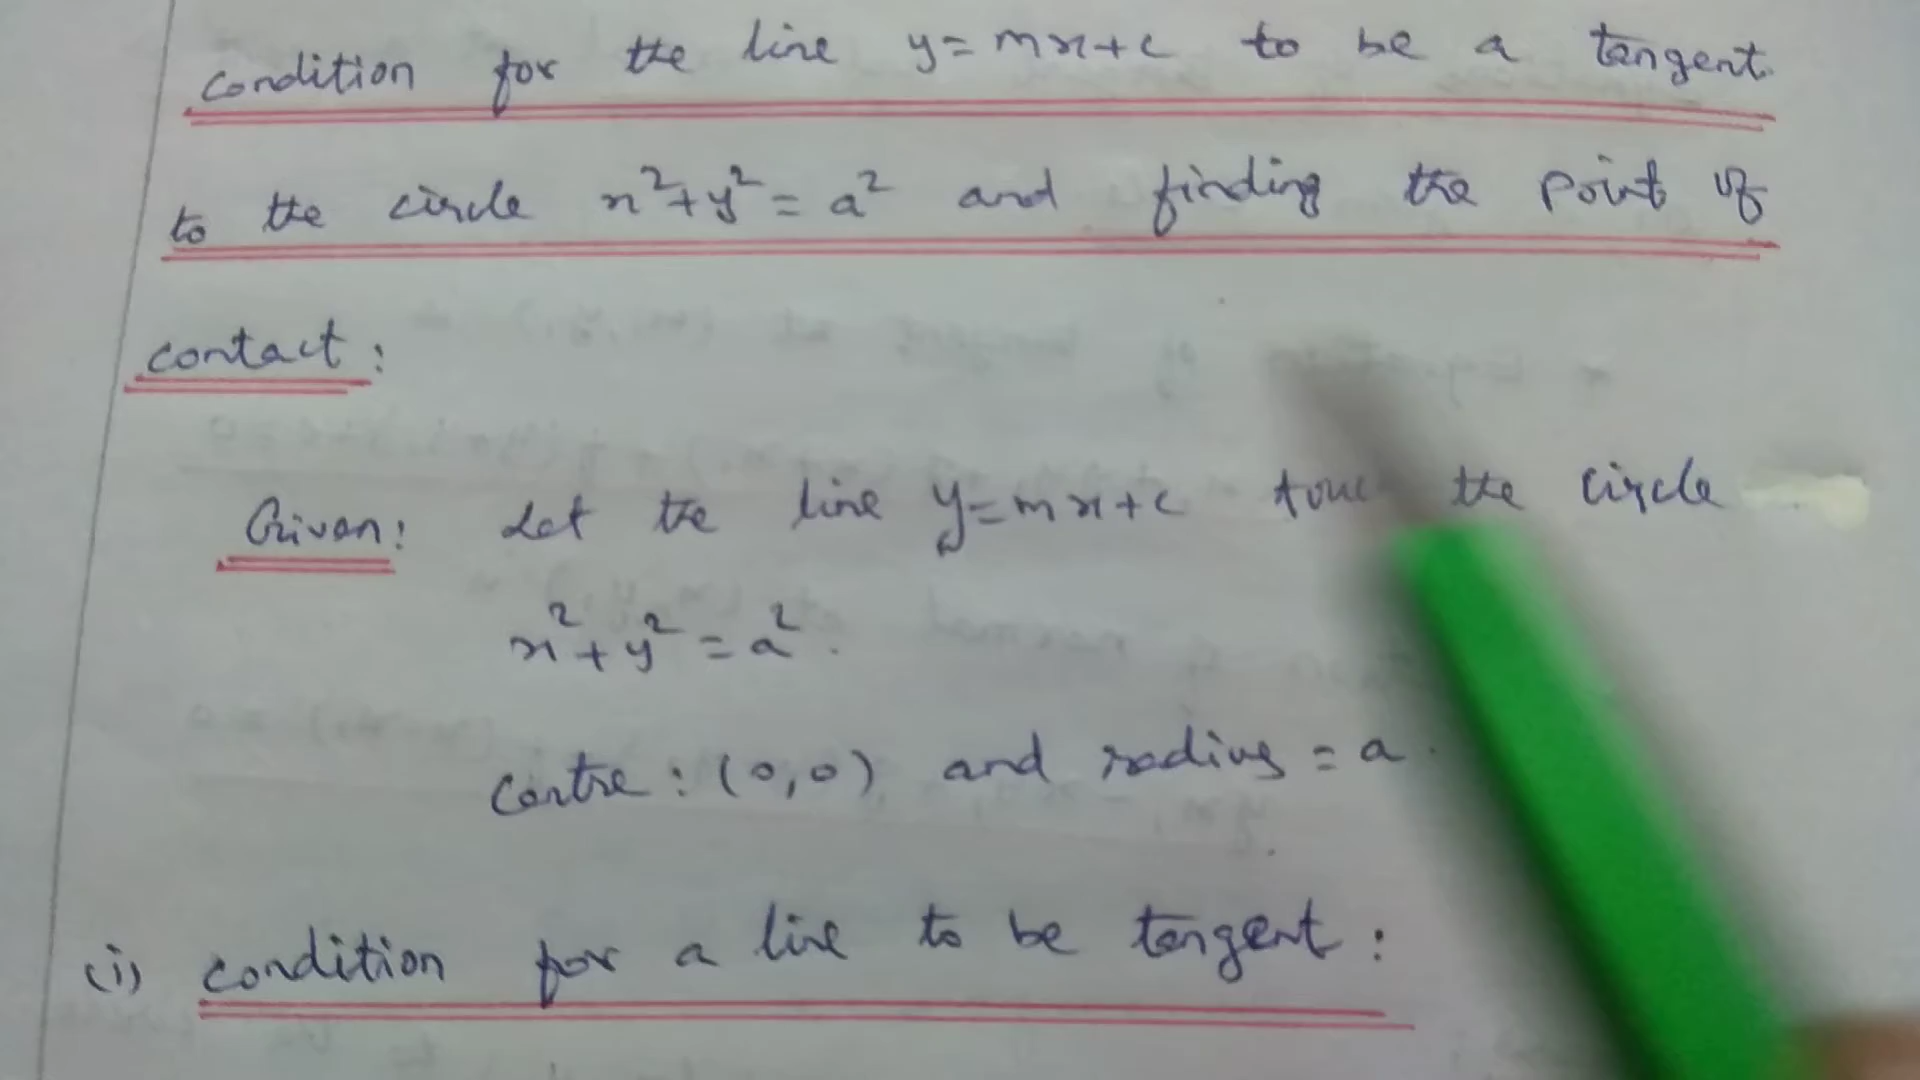 condition for the line y=mx+c to be a tangent
to the circle x²+y²=a² and finding the point of
contact:
Given: Let the line y=mx+c the circle
x²+y²=a².
Centre: (0,0) and radius = a.
(i) condition for a line to be tangent: